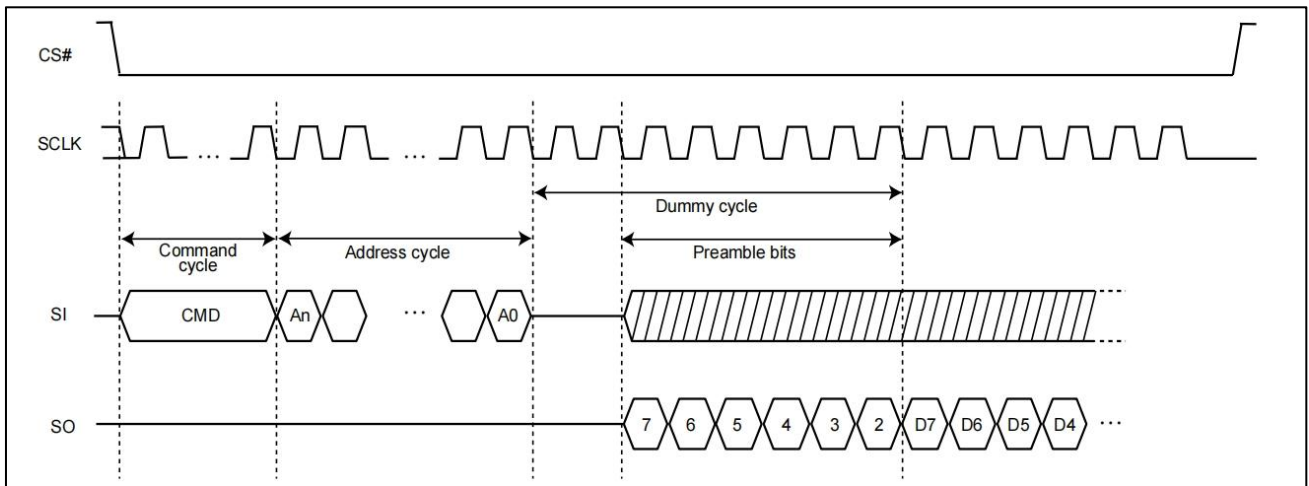 CS#
SCLK
...
...
Dummy cycle
Command
cycle
Address cycle
Preamble bits
SI
CMD
An
...
A0
SO
7 6 5 4 3 2 D7 D6 D5 D4 ...